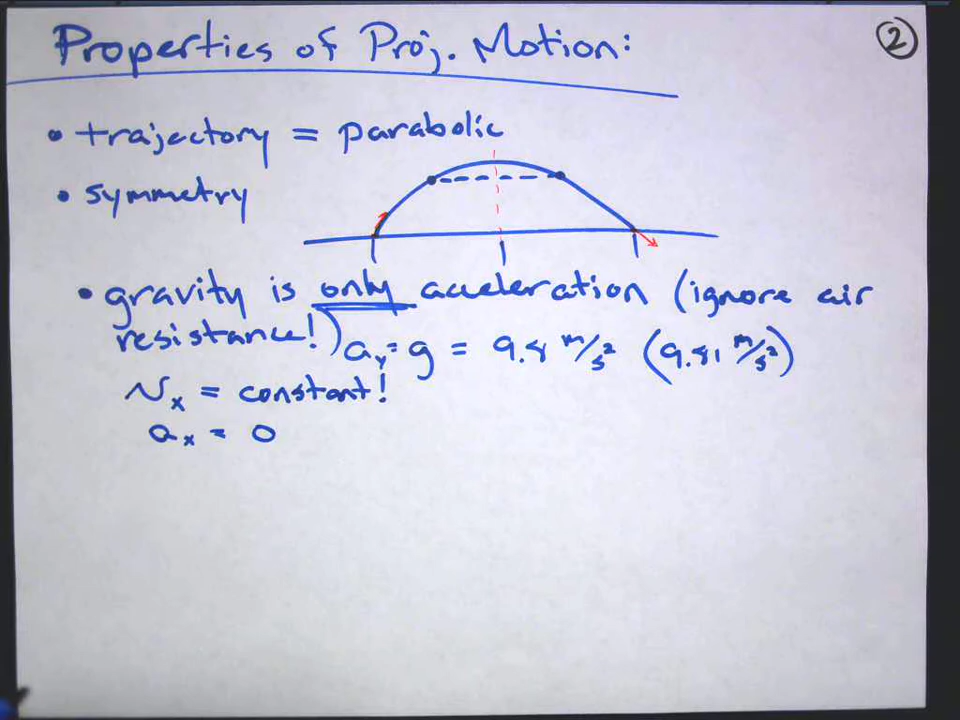 Properties of Proj. Motion:
2
• trajectory = parabolic
• symmetry
• gravity is only acceleration (ignore air
resistance!) ay = g = 9.8 m/s² (9.81 m/s²)
Vx = constant!
ax = 0